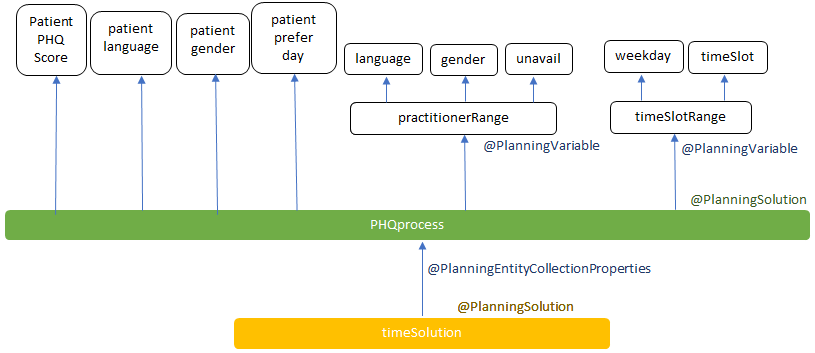 Patient
PHQ
Score
patient
language
patient
gender
patient
prefer
day
language
gender
unavail
weekday
timeSlot
practitionerRange
timeSlotRange
@PlanningVariable
@PlanningVariable
@PlanningSolution
PHQprocess
@PlanningEntityCollectionProperties
@PlanningSolution
timeSolution